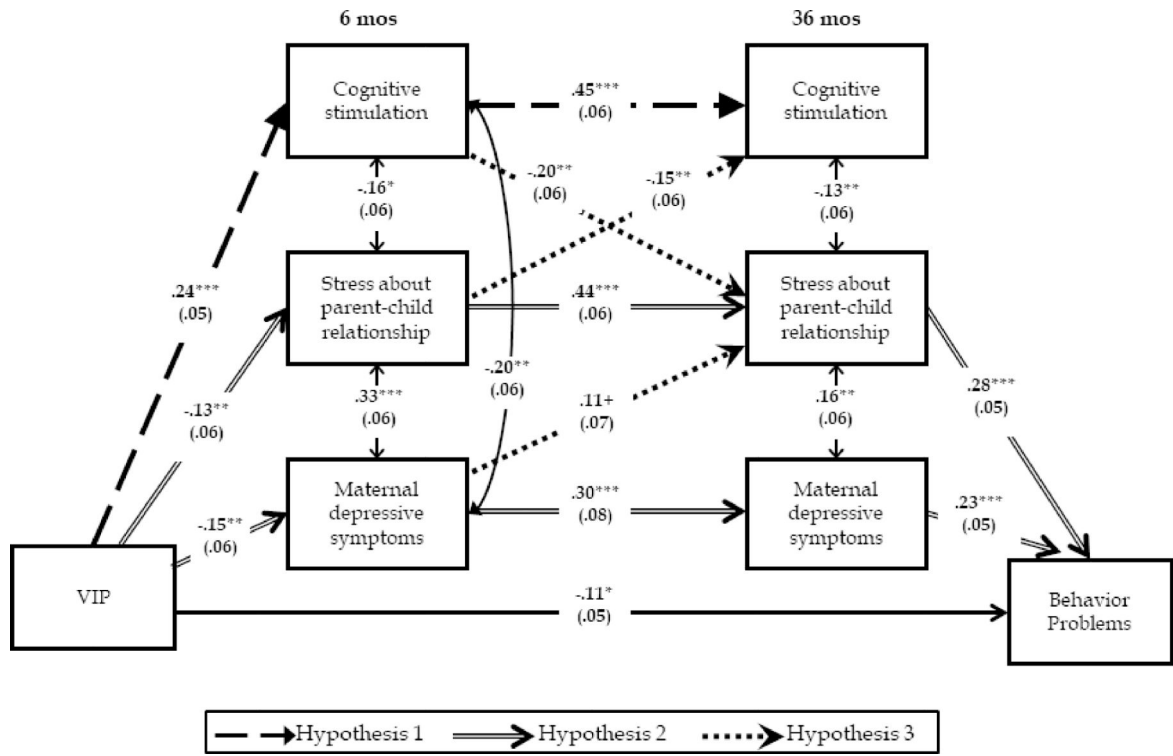 6 mos
36 mos
Cognitive
stimulation
.45***
(.06)
Cognitive
stimulation
-.16*
(.06)
-.20**
(.06)
-.15**
(.06)
-.13**
(.06)
.24***
(.05)
Stress about
parent-child
relationship
.44***
(.06)
Stress about
parent-child
relationship
-.13**
(.06)
.33***
(.06)
-.20**
(.06)
.11+
(.07)
.16**
(.06)
.28***
(.05)
-.15**
(.06)
Maternal
depressive
symptoms
.30***
(.08)
Maternal
depressive
symptoms
.23***
(.05)
VIP
-.11*
(.05)
Behavior
Problems
Hypothesis 1
Hypothesis 2
Hypothesis 3